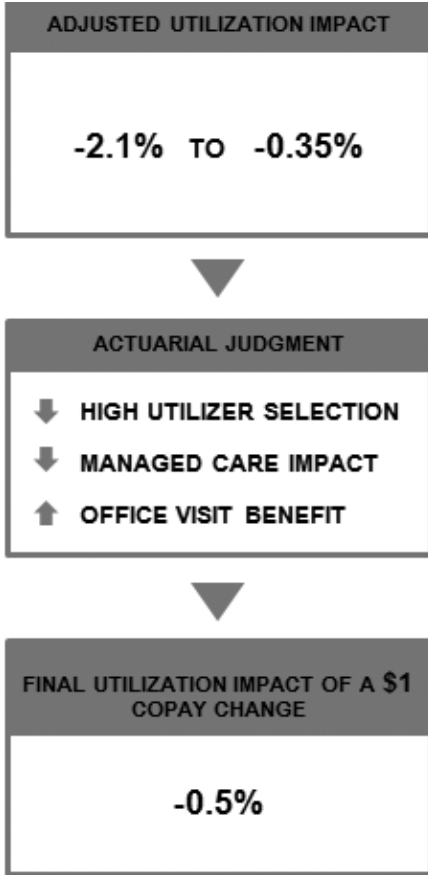 ADJUSTED UTILIZATION IMPACT
-2.1% TO -0.35%
ACTUARIAL JUDGMENT
HIGH UTILIZER SELECTION
MANAGED CARE IMPACT
OFFICE VISIT BENEFIT
FINAL UTILIZATION IMPACT OF A $1
COPAY CHANGE
-0.5%